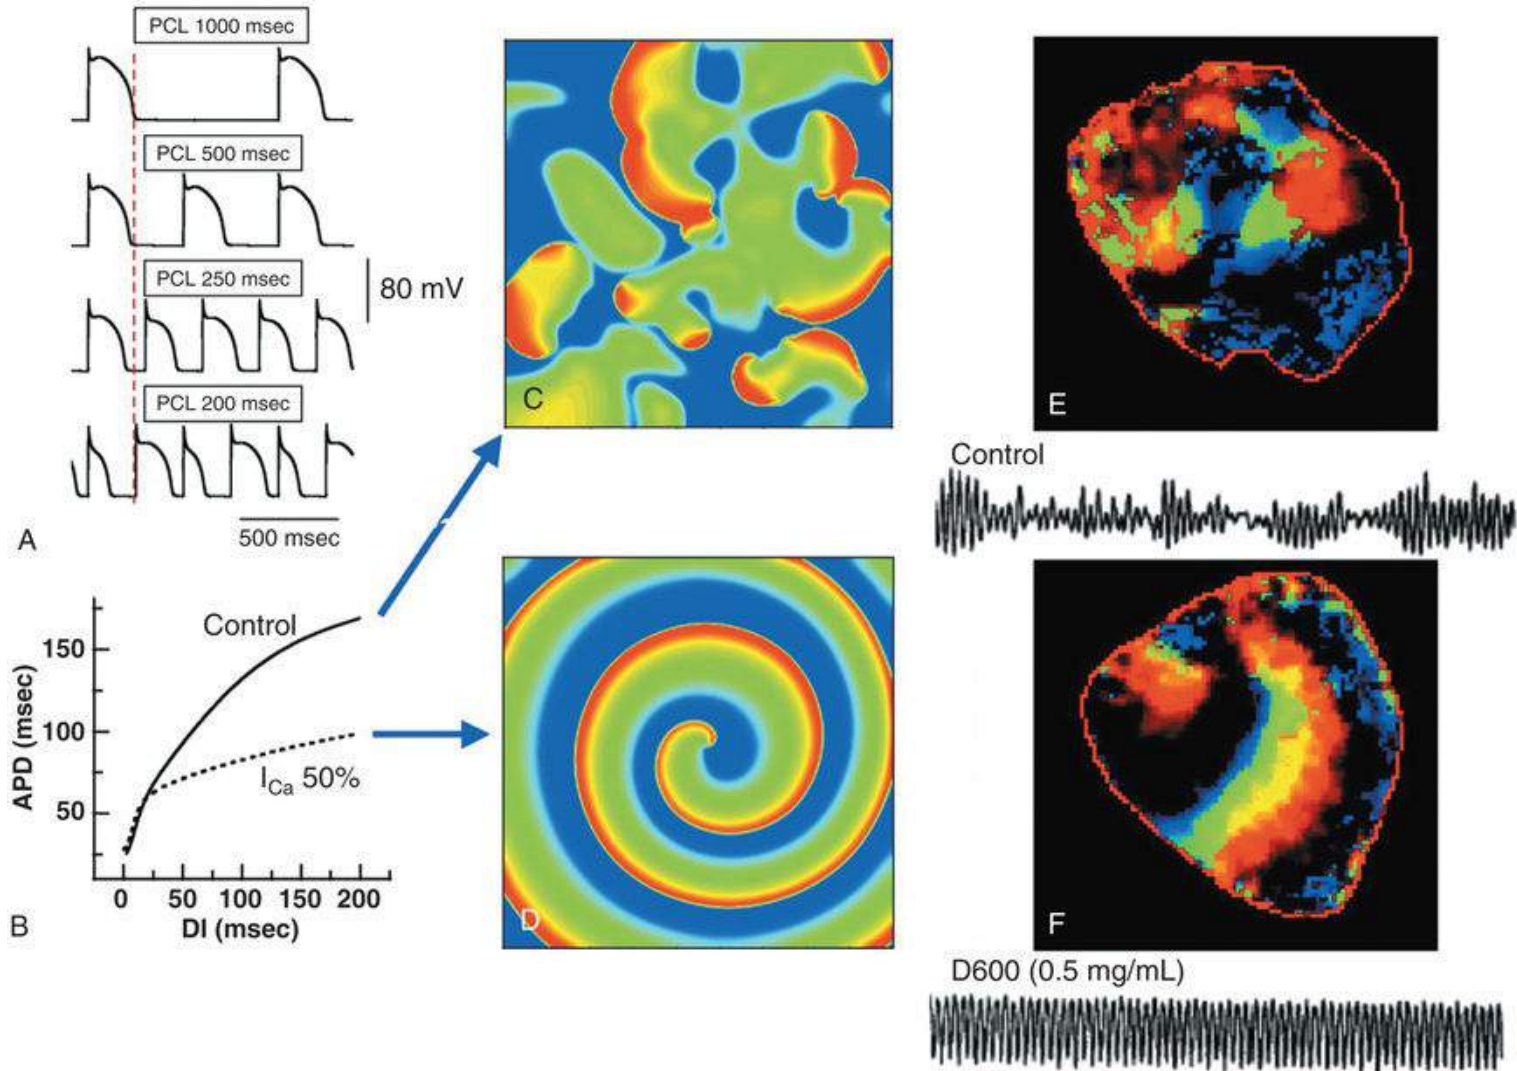 PCL 1000 msec
PCL 500 msec
PCL 250 msec
80 mV
PCL 200 msec
500 msec
A
Control
150
100
50
APD (msec)
I_Ca 50%
0 50 100 150 200
DI (msec)
B
C
D
E
Control
F
D600 (0.5 mg/mL)